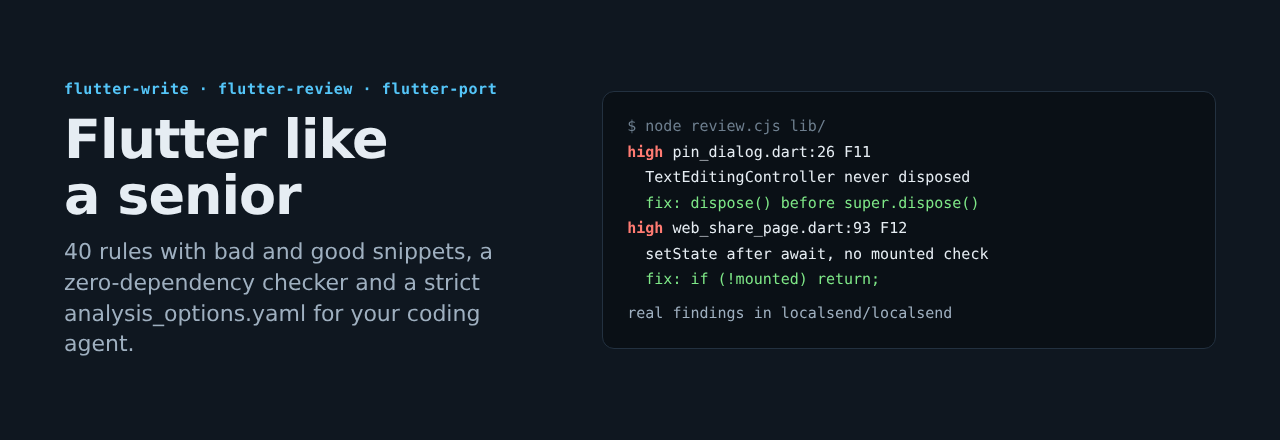 flutter-write · flutter-review · flutter-port
Flutter like
a senior
40 rules with bad and good snippets, a
zero-dependency checker and a strict
analysis_options.yaml for your coding
agent.
$ node review.cjs lib/
high pin_dialog.dart:26 F11
TextEditingController never disposed
fix: dispose() before super.dispose()
high web_share_page.dart:93 F12
setState after await, no mounted check
fix: if (!mounted) return;
real findings in localsend/localsend